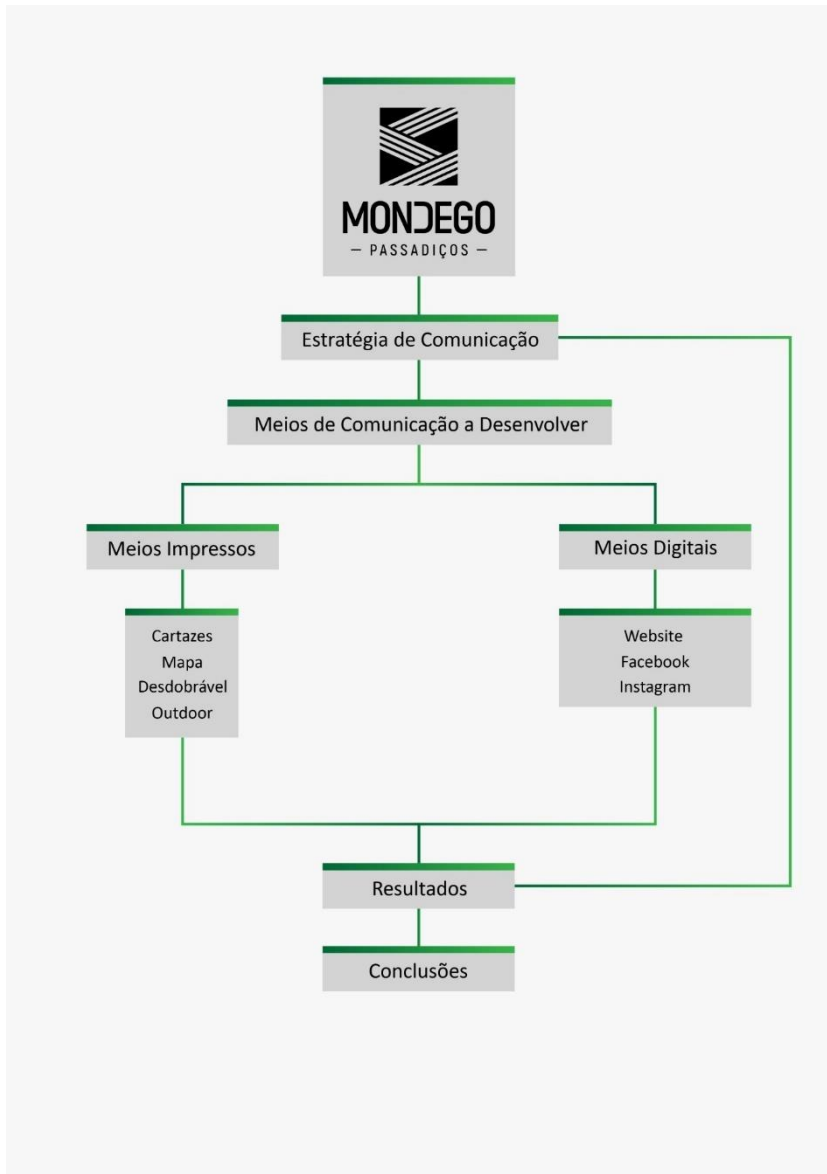 MONDEGO
— PASSADIÇOS —
Estratégia de Comunicação
Meios de Comunicação a Desenvolver
Meios Impressos
Meios Digitais
Cartazes
Mapa
Desdobrável
Outdoor
Website
Facebook
Instagram
Resultados
Conclusões